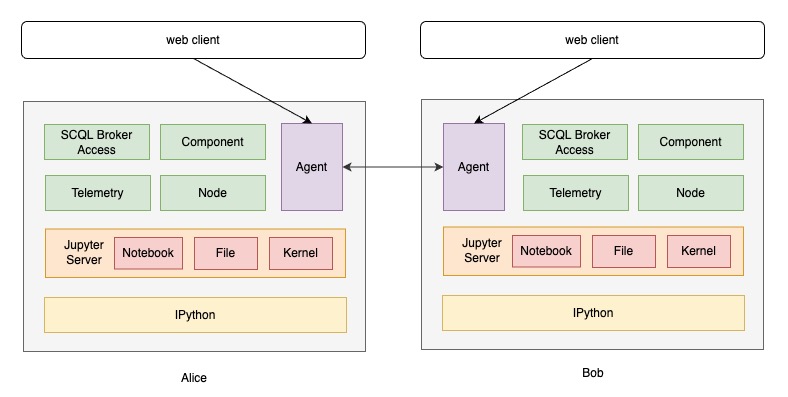 web client
web client
SCQL Broker
Access
Component
Agent
Telemetry
Node
Jupyter
Server
Notebook
File
Kernel
IPython
Alice
Agent
SCQL Broker
Access
Component
Telemetry
Node
Jupyter
Server
Notebook
File
Kernel
IPython
Bob